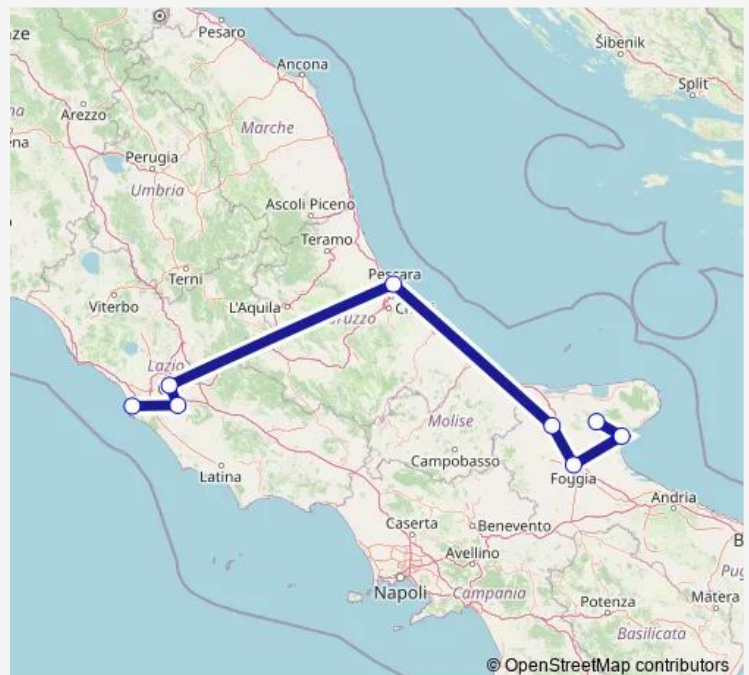 ze
Pesaro
Šibenik
Ancona
Split
Arezzo
Marche
Perugia
Umbria
Ascoli Piceno
Teramo
Terni
Pescara
Viterbo
L'Aquila
Lazio
Molise
Latina
Campobasso
Foggia
Andria
Caserta
Benevento
Avellino
Napoli
Campania
Potenza
Matera
Basilicata
© OpenStreetMap contributors